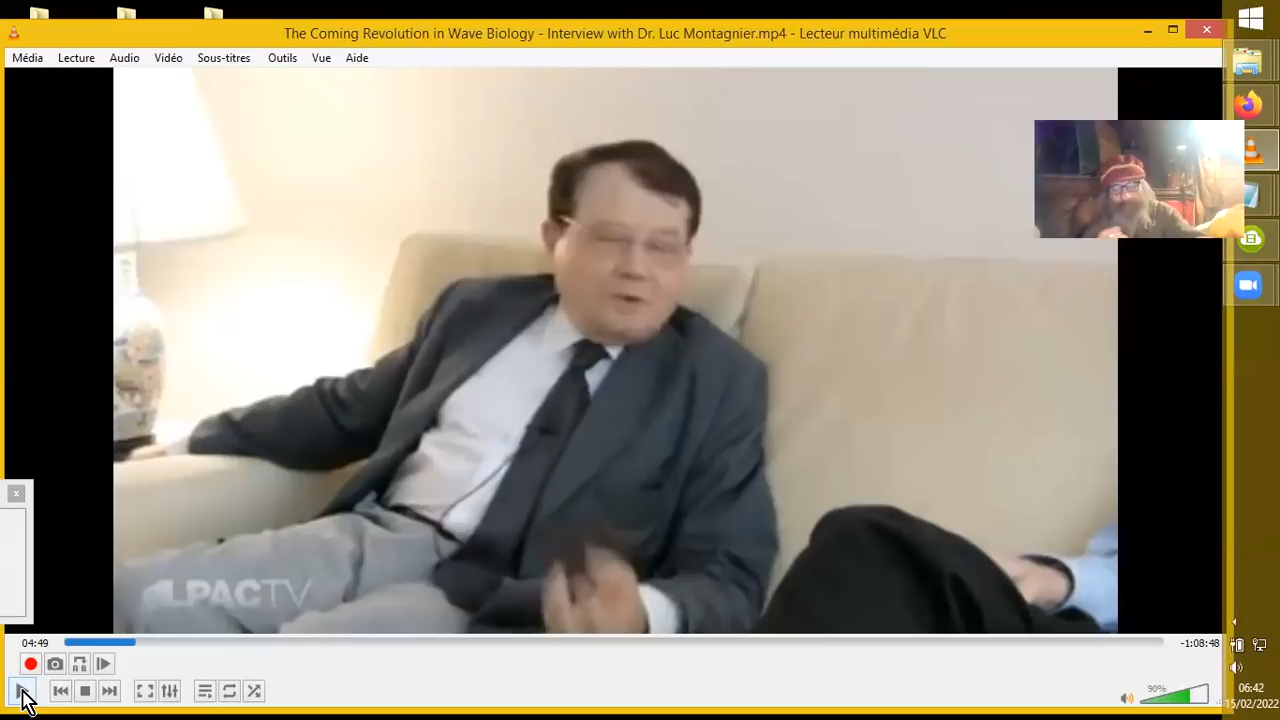 The Coming Revolution in Wave Biology - Interview with Dr. Luc Montagnier.mp4 - Lecteur multimédia VLC
Média Lecture Audio Vidéo Sous-titres Outils Vue Aide
LPACTV
04:49 -1:08:48
90%
06:42
15/02/2022